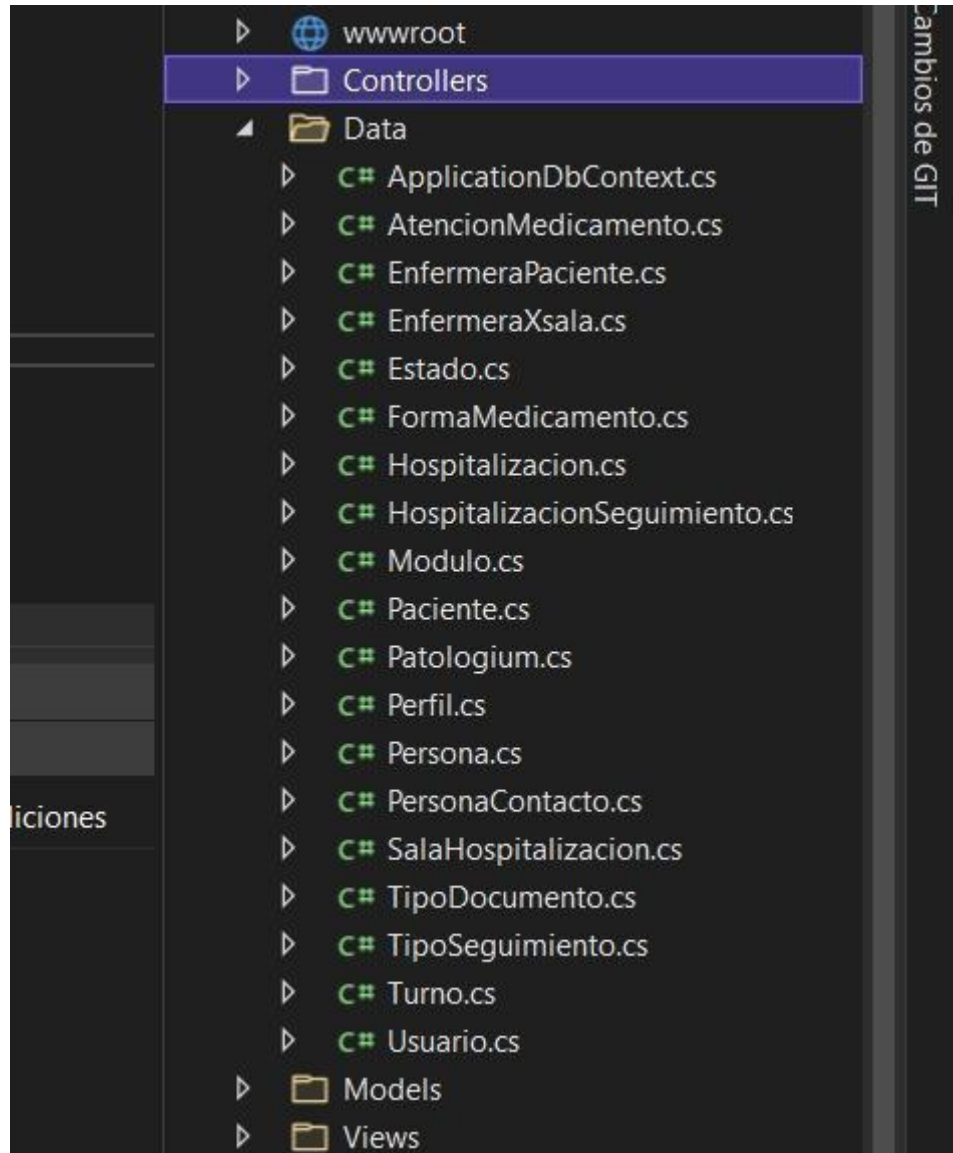 wwwroot
Controllers
Data
C# ApplicationDbContext.cs
C# AtencionMedicamento.cs
C# EnfermeraPaciente.cs
C# EnfermeraXsala.cs
C# Estado.cs
C# FormaMedicamento.cs
C# Hospitalizacion.cs
C# HospitalizacionSeguimiento.cs
C# Modulo.cs
C# Paciente.cs
C# Patologium.cs
C# Perfil.cs
C# Persona.cs
C# PersonaContacto.cs
C# SalaHospitalizacion.cs
C# TipoDocumento.cs
C# TipoSeguimiento.cs
C# Turno.cs
C# Usuario.cs
Models
Views
iciones
Cambios de GIT